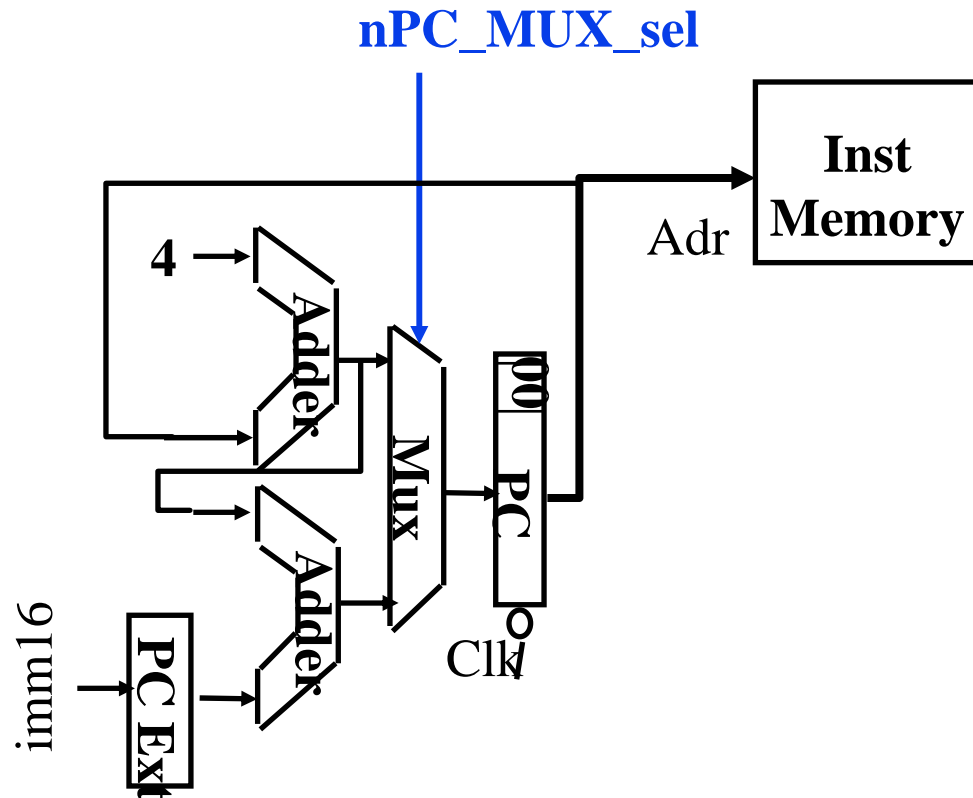 nPC_MUX_sel
Inst
Memory
Adr
4
Adder
00
Mux
PC
Adder
Clk
imm16
PC Ext